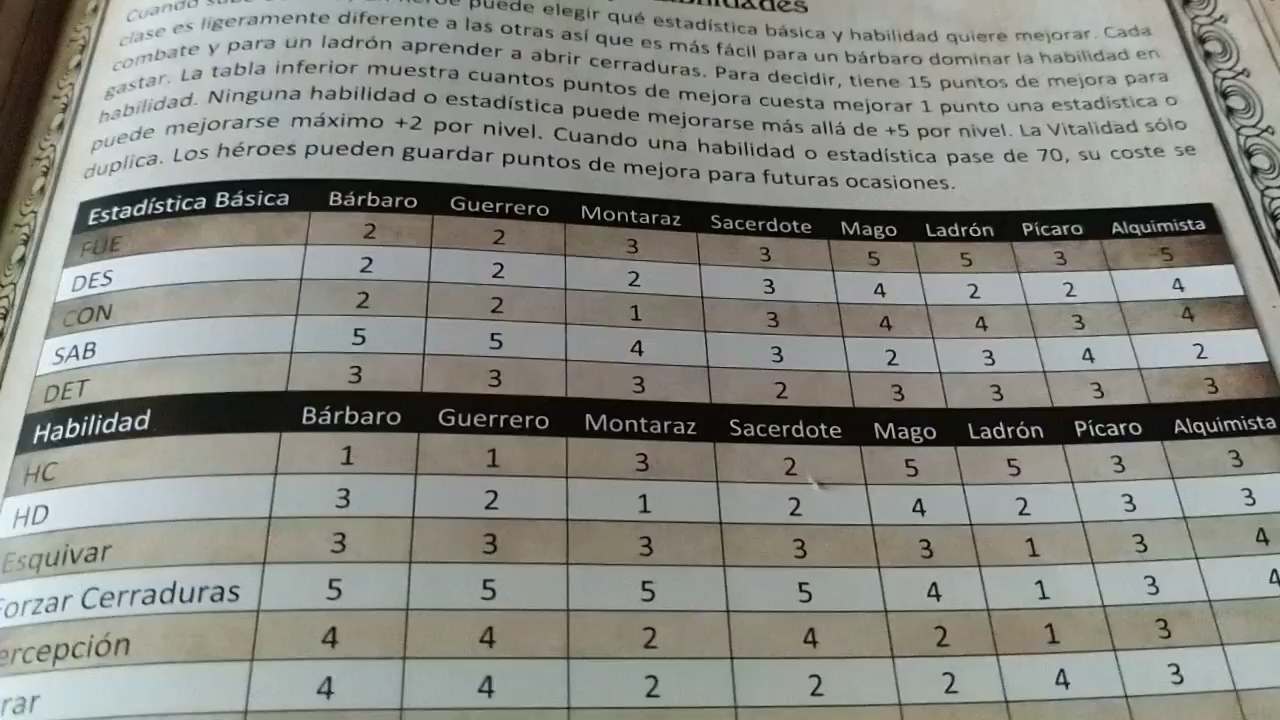 puede elegir qué estadística básica y habilidad quiere mejorar. Cada
clase es ligeramente diferente a las otras así que es más fácil para un bárbaro dominar la habilidad en
combate y para un ladrón aprender a abrir cerraduras. Para decidir, tiene 15 puntos de mejora para
gastar. La tabla inferior muestra cuantos puntos de mejora cuesta mejorar 1 punto una estadística o
habilidad. Ninguna habilidad o estadística puede mejorarse más allá de +5 por nivel. La Vitalidad sólo
puede mejorarse máximo +2 por nivel. Cuando una habilidad o estadística pase de 70, su coste se
duplica. Los héroes pueden guardar puntos de mejora para futuras ocasiones.
Estadística Básica Bárbaro Guerrero Montaraz Sacerdote Mago Ladrón Pícaro Alquimista
FUE 2 2 3 3 5 5 3 5
DES 2 2 2 3 4 2 2 4
CON 2 2 1 3 4 4 3 4
SAB 5 5 4 3 2 3 4 2
DET 3 3 3 2 3 3 3 3
Habilidad Bárbaro Guerrero Montaraz Sacerdote Mago Ladrón Pícaro Alquimista
HC 1 1 3 2 5 5 3 3
HD 3 2 1 2 4 2 3 3
Esquivar 3 3 3 3 3 1 3 4
Forzar Cerraduras 5 5 5 5 4 1 3 4
ercepción 4 4 2 4 2 1 3
rar 4 4 2 2 2 4 3